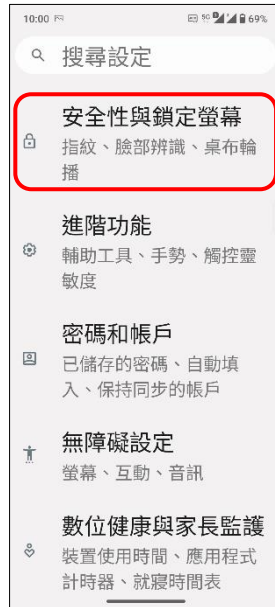 10:00
5G 69%
搜尋設定
安全性與鎖定螢幕
指紋、臉部辨識、桌布輪
播
進階功能
輔助工具、手勢、觸控靈
敏度
密碼和帳戶
已儲存的密碼、自動填
入、保持同步的帳戶
無障礙設定
螢幕、互動、音訊
數位健康與家長監護
裝置使用時間、應用程式
計時器、就寢時間表